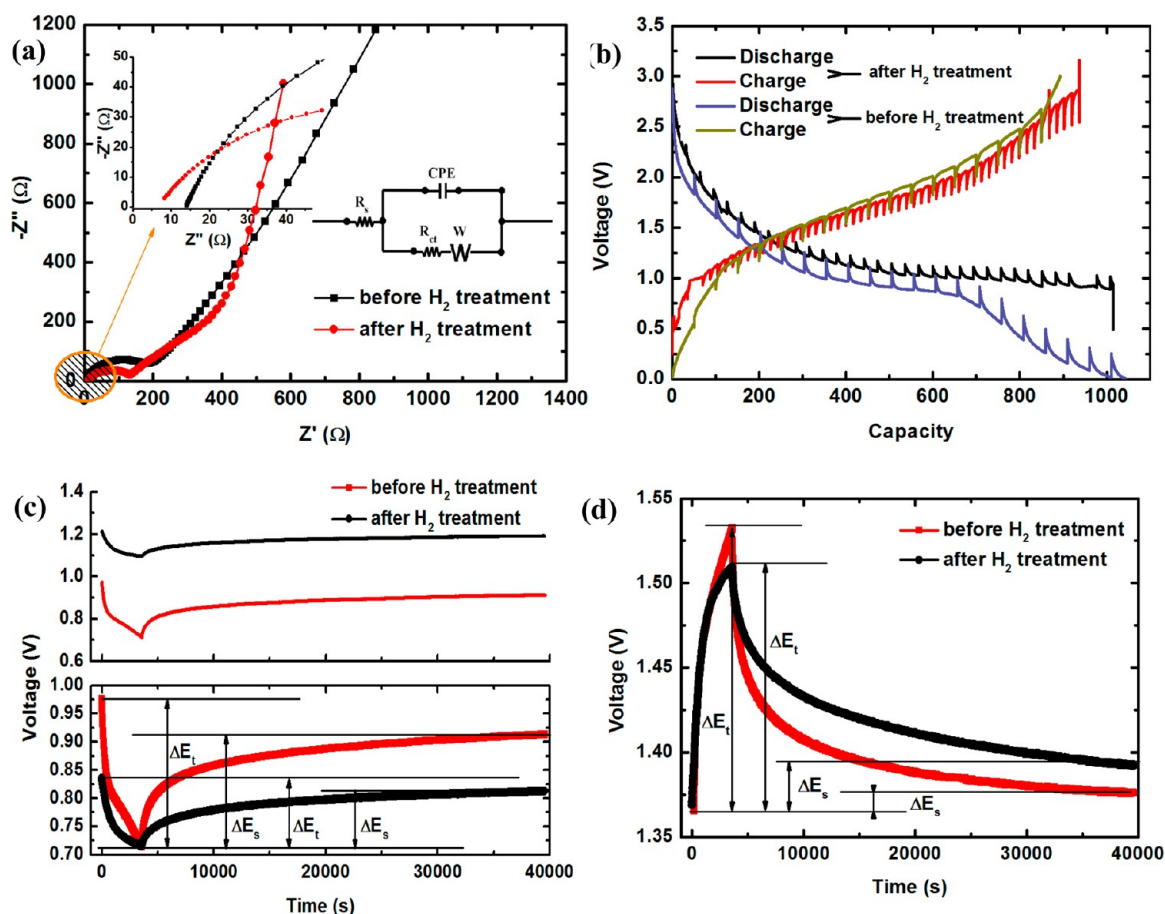 (a)
1200
1000
800
600
400
200
0
0
200
400
600
800
1000
1200
1400
-Z'' (Ω)
Z' (Ω)
50
40
30
20
10
0
0
10
20
30
40
-Z'' (Ω)
Z'' (Ω)
CPE
Rs
Rct
W
before H2 treatment
after H2 treatment
(b)
3.5
3.0
2.5
2.0
1.5
1.0
0.5
0.0
0
200
400
600
800
1000
Voltage (V)
Capacity
Discharge
Charge
after H2 treatment
Discharge
Charge
before H2 treatment
(c)
1.4
1.2
1.0
0.8
0.6
before H2 treatment
after H2 treatment
Voltage (V)
1.00
0.95
0.90
0.85
0.80
0.75
0.70
Voltage (V)
ΔEt
ΔEs
ΔEt
ΔEs
0
10000
20000
30000
40000
Time (s)
(d)
1.55
1.50
1.45
1.40
1.35
Voltage (V)
before H2 treatment
after H2 treatment
ΔEt
ΔEt
ΔEs
ΔEs
0
10000
20000
30000
40000
Time (s)